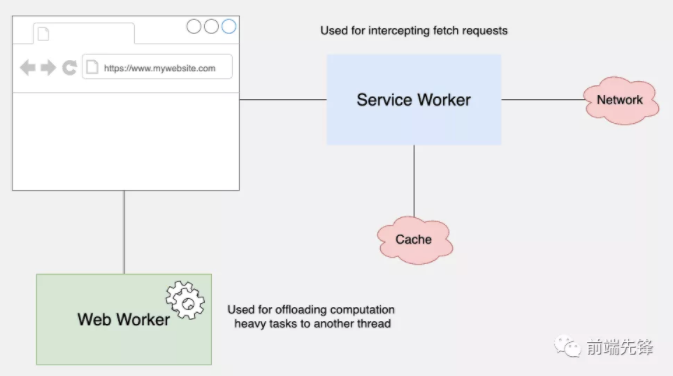 Used for intercepting fetch requests
https://www.mywebsite.com
Service Worker
Network
Cache
Web Worker
Used for offloading computation
heavy tasks to another thread
前端先锋